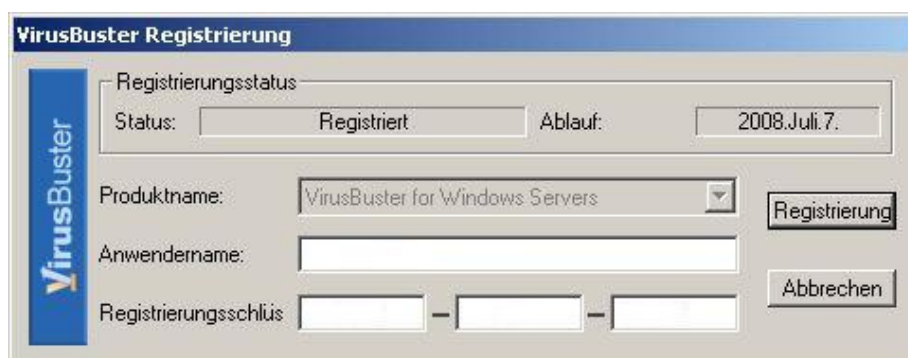 VirusBuster Registrierung
Registrierungsstatus
Status: Registriert Ablauf: 2008.Juli.7.
VirusBuster
Produktname: VirusBuster for Windows Servers
Registrierung
Anwendername:
Abbrechen
Registrierungsschlüs – –